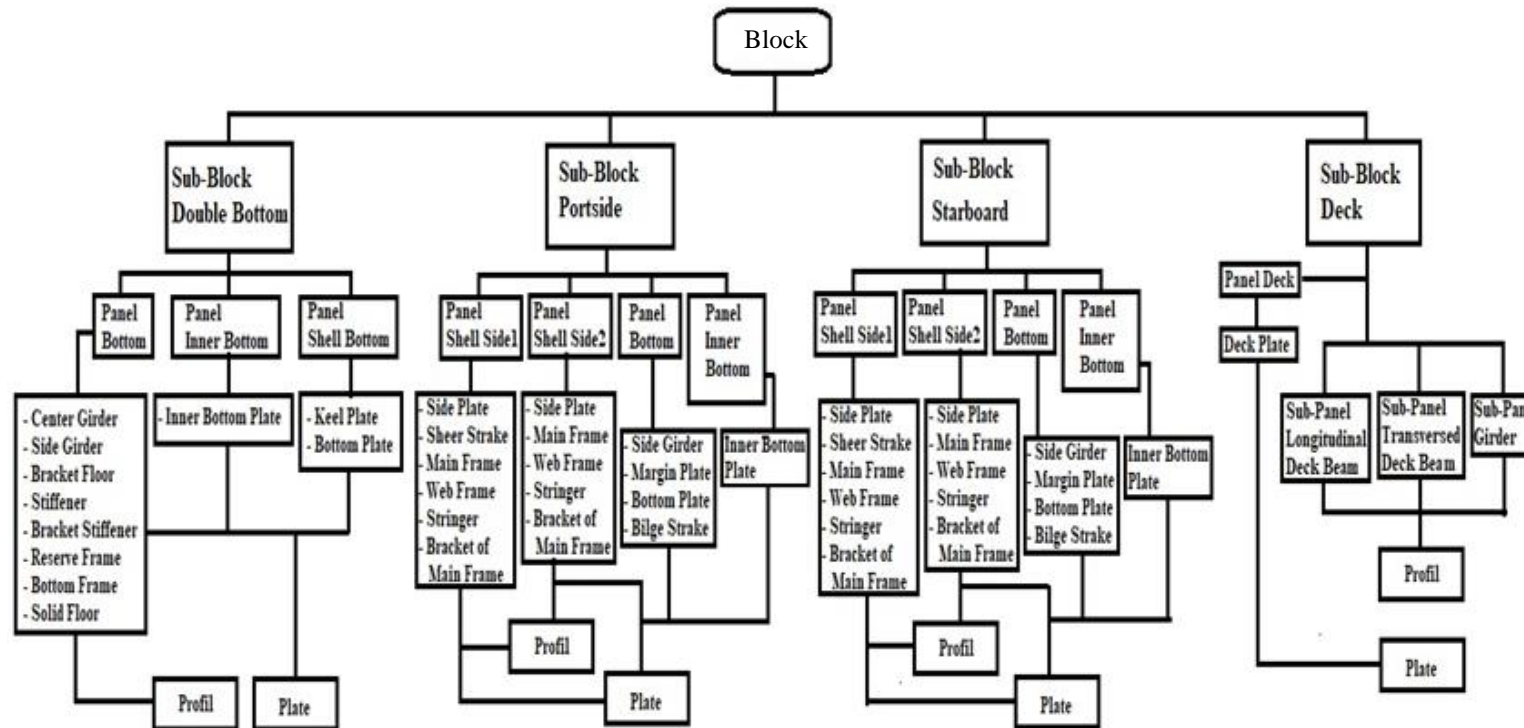 Block
Sub-Block
Double Bottom
Sub-Block
Portside
Sub-Block
Starboard
Sub-Block
Deck
Panel
Bottom
Panel
Inner Bottom
Panel
Shell Bottom
- Center Girder
- Side Girder
- Bracket Floor
- Stiffener
- Bracket Stiffener
- Reserve Frame
- Bottom Frame
- Solid Floor
- Inner Bottom Plate
- Keel Plate
- Bottom Plate
Profil
Plate
Panel
Shell Side1
Panel
Shell Side2
Panel
Bottom
Panel
Inner
Bottom
- Side Plate
- Sheer Strake
- Main Frame
- Web Frame
- Stringer
- Bracket of
Main Frame
- Side Plate
- Main Frame
- Web Frame
- Stringer
- Bracket of
Main Frame
- Side Girder
- Margin Plate
- Bottom Plate
- Bilge Strake
Inner Bottom
Plate
Profil
Plate
Panel
Shell Side1
Panel
Shell Side2
Panel
Bottom
Panel
Inner
Bottom
- Side Plate
- Sheer Strake
- Main Frame
- Web Frame
- Stringer
- Bracket of
Main Frame
- Side Plate
- Main Frame
- Web Frame
- Stringer
- Bracket of
Main Frame
- Side Girder
- Margin Plate
- Bottom Plate
- Bilge Strake
Inner Bottom
Plate
Profil
Plate
Panel Deck
Deck Plate
Sub-Panel
Longitudinal
Deck Beam
Sub-Panel
Transversed
Deck Beam
Sub-Pan
Girder
Profil
Plate